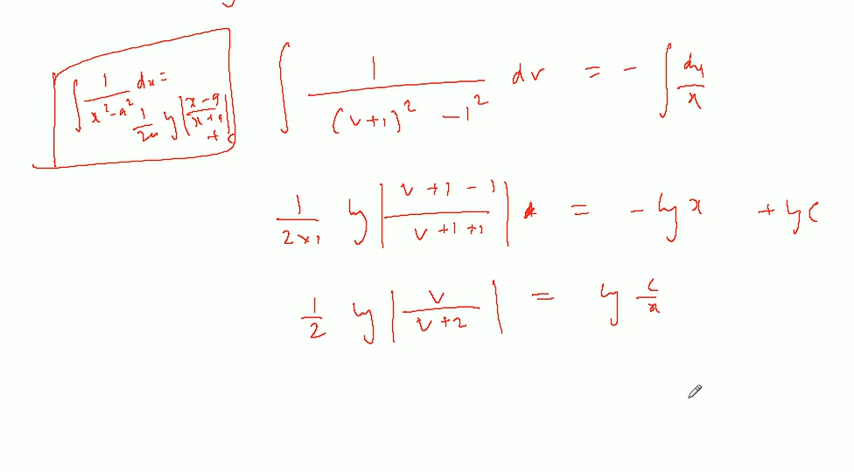 ∫ 1/(x² - a²) dx =
1/2a log |(x - a)/(x + a)|
+ c
∫ 1/((v+1)² - 1²) dv = - ∫ dx/x
1/(2×1) log |(v + 1 - 1)/(v + 1 + 1)| = - log x + log C
1/2 log |v/(v+2)| = log c/x